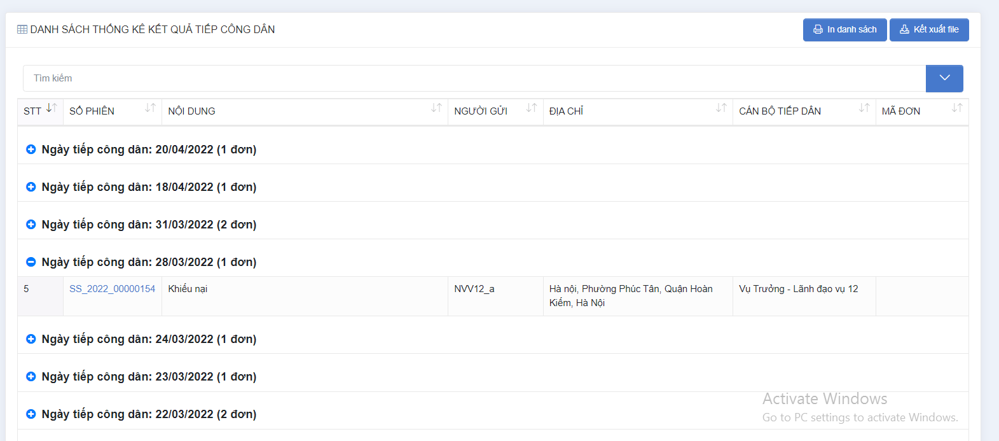 DANH SÁCH THỐNG KÊ KẾT QUẢ TIẾP CÔNG DÂN
In danh sách
Kết xuất file
Tìm kiếm
STT
SỐ PHIÊN
NỘI DUNG
NGƯỜI GỬI
ĐỊA CHỈ
CÁN BỘ TIẾP DÂN
MÃ ĐƠN
Ngày tiếp công dân: 20/04/2022 (1 đơn)
Ngày tiếp công dân: 18/04/2022 (1 đơn)
Ngày tiếp công dân: 31/03/2022 (2 đơn)
Ngày tiếp công dân: 28/03/2022 (1 đơn)
5
SS_2022_00000154
Khiếu nại
NVV12_a
Hà nội, Phường Phúc Tân, Quận Hoàn
Kiếm, Hà Nội
Vụ Trưởng - Lãnh đạo vụ 12
Ngày tiếp công dân: 24/03/2022 (1 đơn)
Ngày tiếp công dân: 23/03/2022 (1 đơn)
Ngày tiếp công dân: 22/03/2022 (2 đơn)
Activate Windows
Go to PC settings to activate Windows.